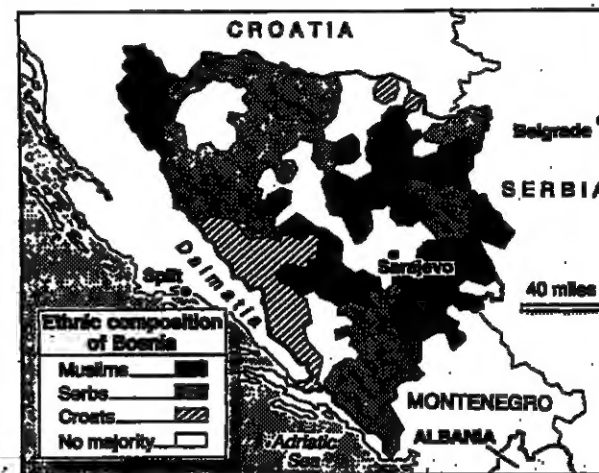 CROATIA
Belgrade
SERBIA
Dalmatia
Sarajevo
Split
40 miles
Ethnic composition
of Bosnia
Muslims
Serbs
Croats
No majority
MONTENEGRO
ALBANIA
Adriatic
Sea